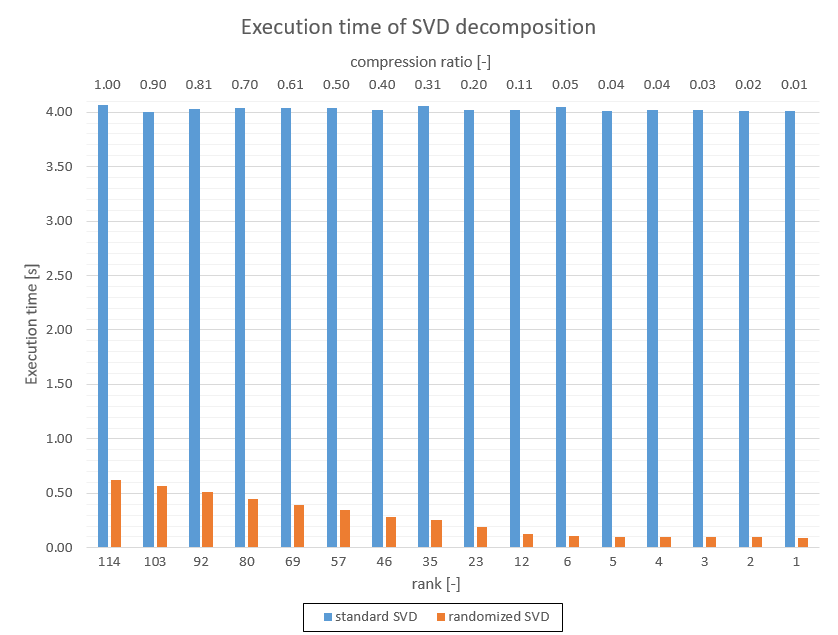 Execution time of SVD decomposition
compression ratio [-]
1.00 0.90 0.81 0.70 0.61 0.50 0.40 0.31 0.20 0.11 0.05 0.04 0.04 0.03 0.02 0.01
Execution time [s]
4.00
3.50
3.00
2.50
2.00
1.50
1.00
0.50
0.00
114 103 92 80 69 57 46 35 23 12 6 5 4 3 2 1
rank [-]
standard SVD randomized SVD